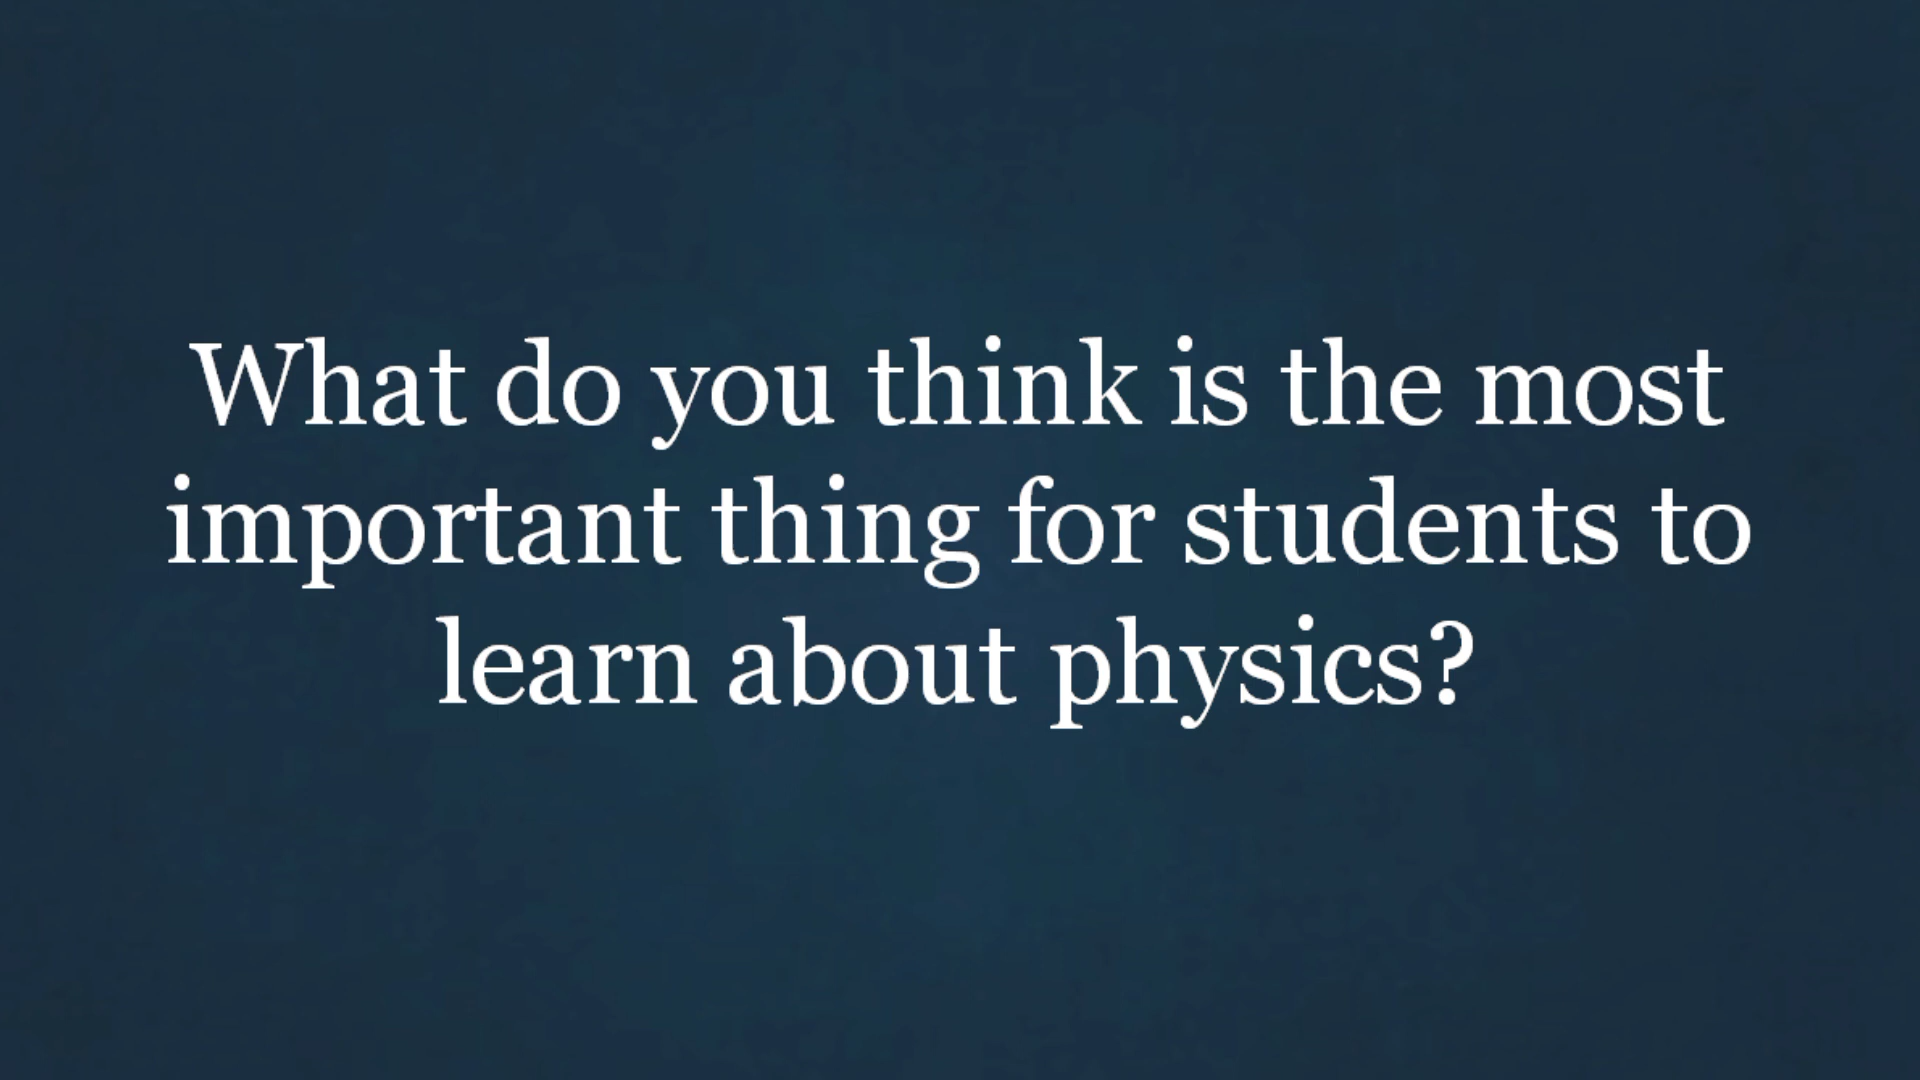 What do you think is the most
important thing for students to
learn about physics?